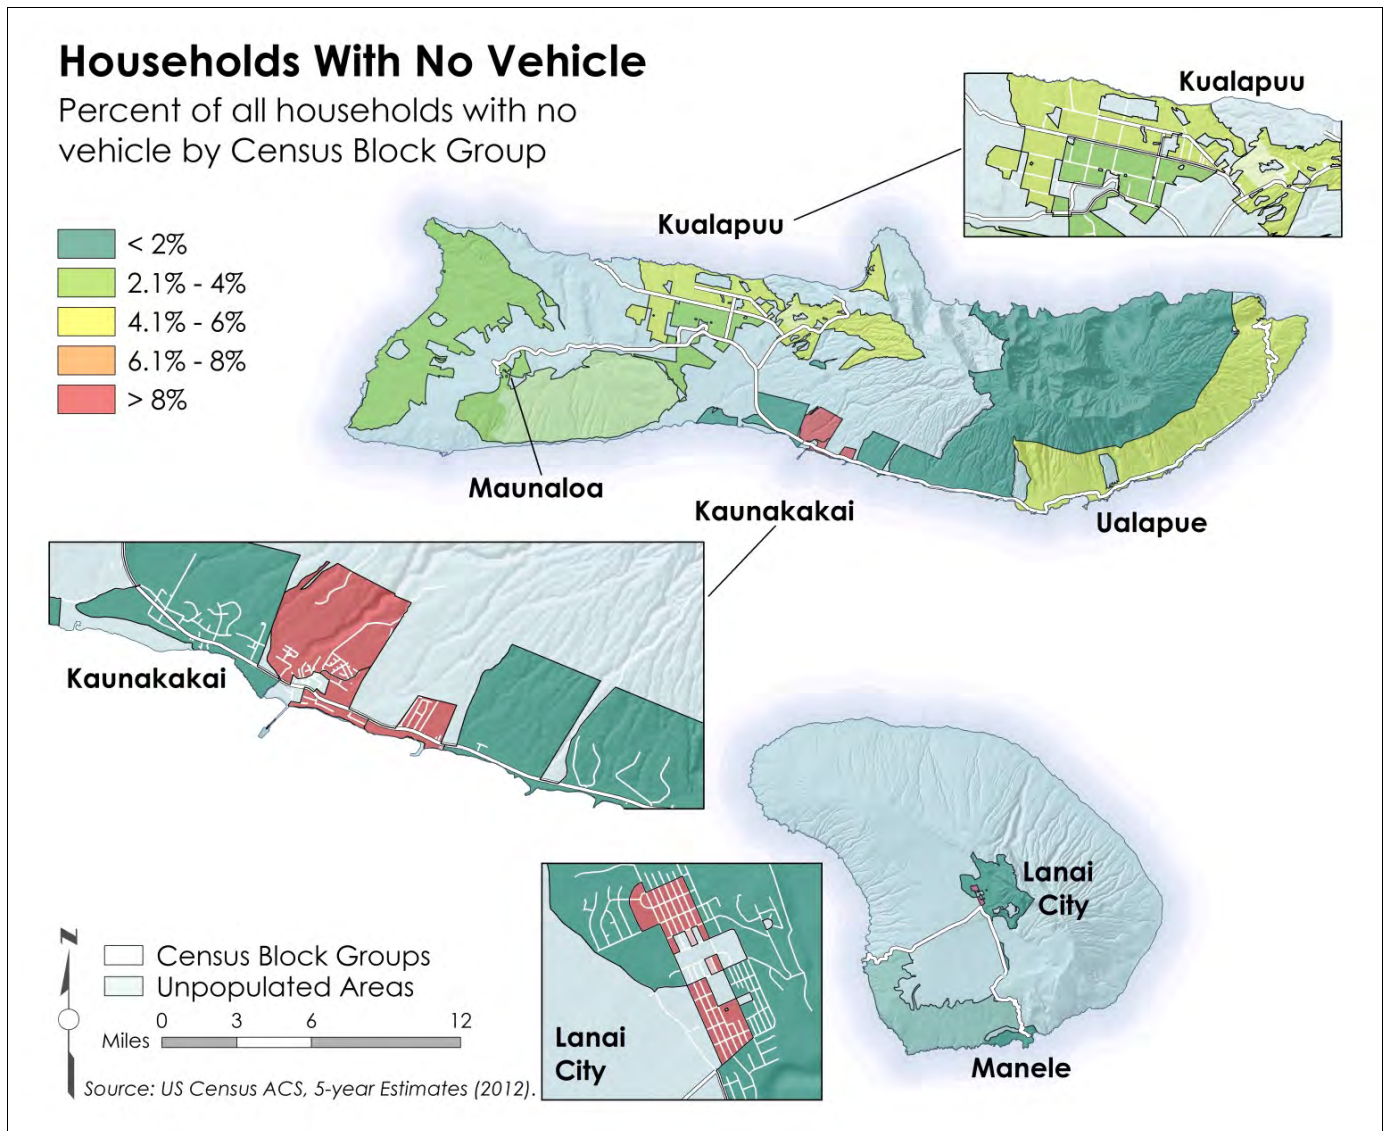 Households With No Vehicle
Percent of all households with no
vehicle by Census Block Group
< 2%
2.1% - 4%
4.1% - 6%
6.1% - 8%
> 8%
Kualapuu
Kualapuu
Maunaloa
Kaunakakai
Ualapue
Kaunakakai
Lanai
City
Manele
Lanai
City
N
Census Block Groups
Unpopulated Areas
0 3 6 12
Miles
Source: US Census ACS, 5-year Estimates (2012).